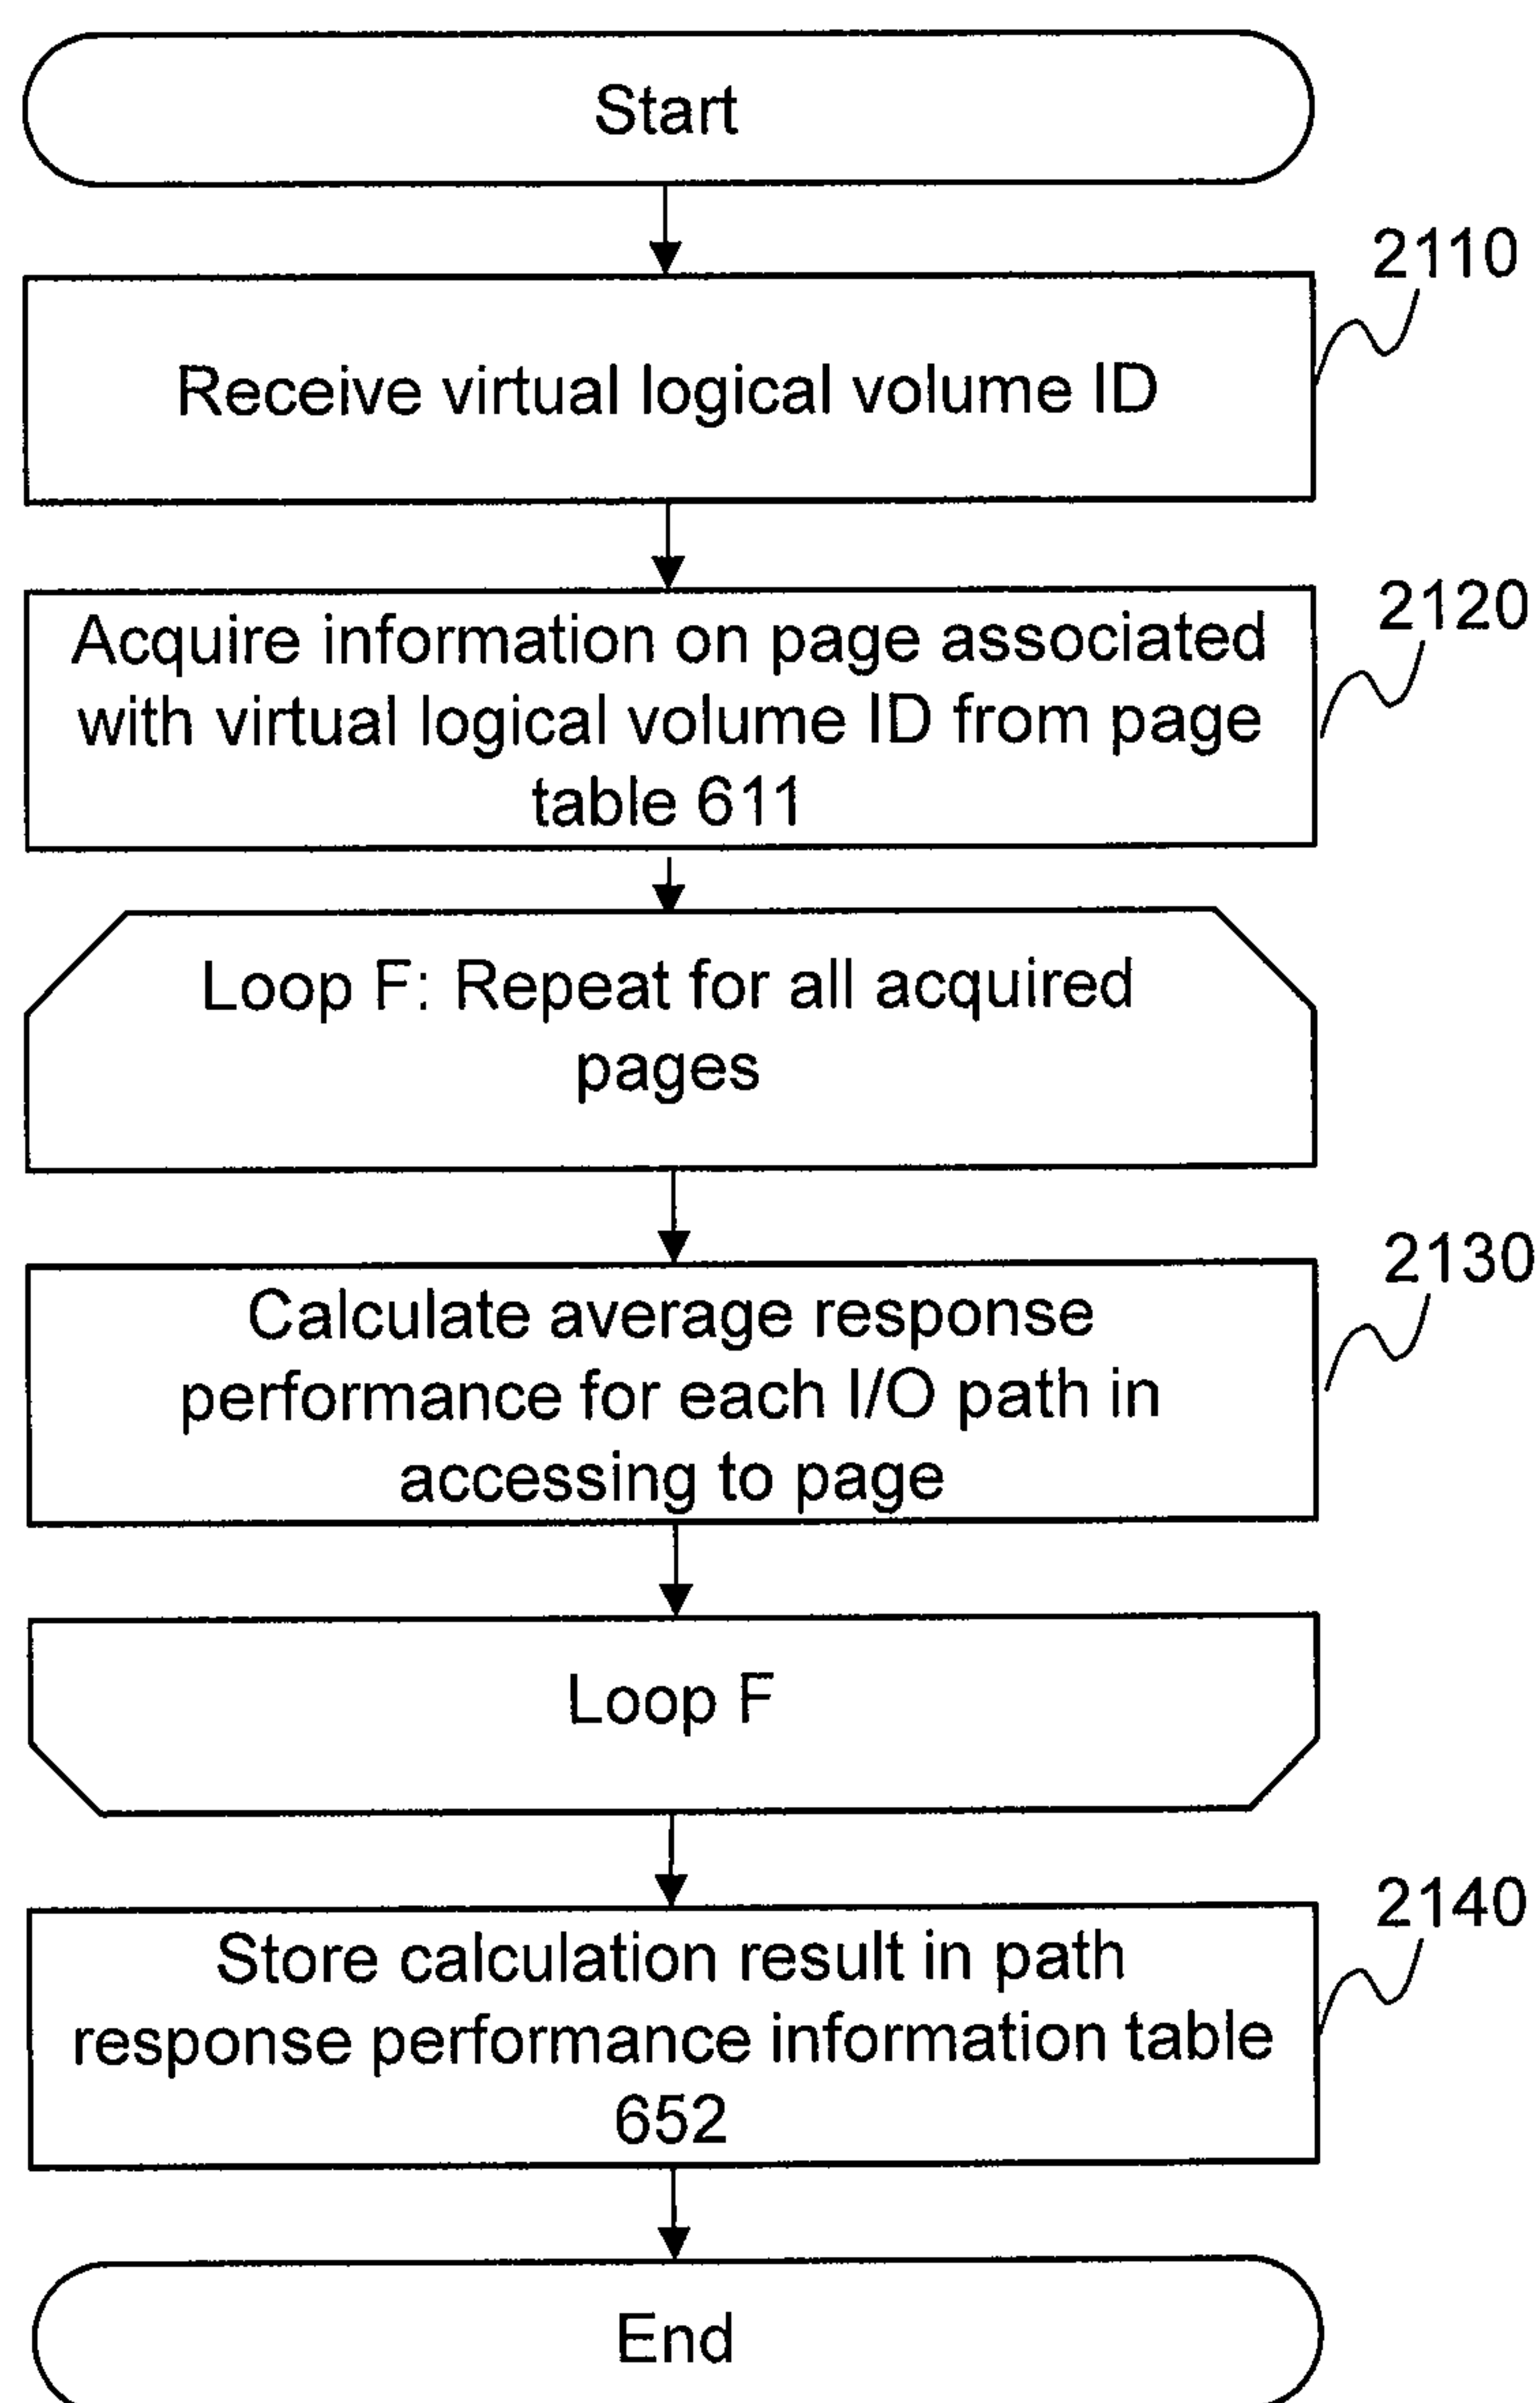 Start
2110
Receive virtual logical volume ID
2120
Acquire information on page associated
with virtual logical volume ID from page
table 611
Loop F: Repeat for all acquired
pages
2130
Calculate average response
performance for each I/O path in
accessing to page
Loop F
2140
Store calculation result in path
response performance information table
652
End